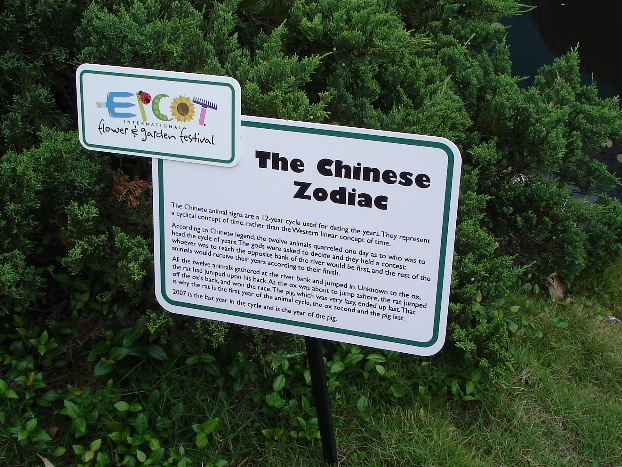 EPCOT
INTERNATIONAL
flower & garden festival
The Chinese
Zodiac
The Chinese animal signs are a 12-year cycle used for dating the years. They represent
a cyclical concept of time, rather than the Western linear concept of time.
According to Chinese legend, the twelve animals quarreled one day as to who was to
head the cycle of years. The gods were asked to decide and they held a contest:
whoever was to reach the opposite bank of the river would be first, and the rest of the
animals would receive their years according to their finish.
All the twelve animals gathered at the river bank and jumped in. Unknown to the ox,
the rat had jumped upon his back. As the ox was about to jump ashore, the rat jumped
off the ox's back, and won the race. The pig, which was very lazy, ended up last. That
is why the rat is the first year of the animal cycle, the ox second and the pig last.
2007 is the last year in the cycle and is the year of the pig.